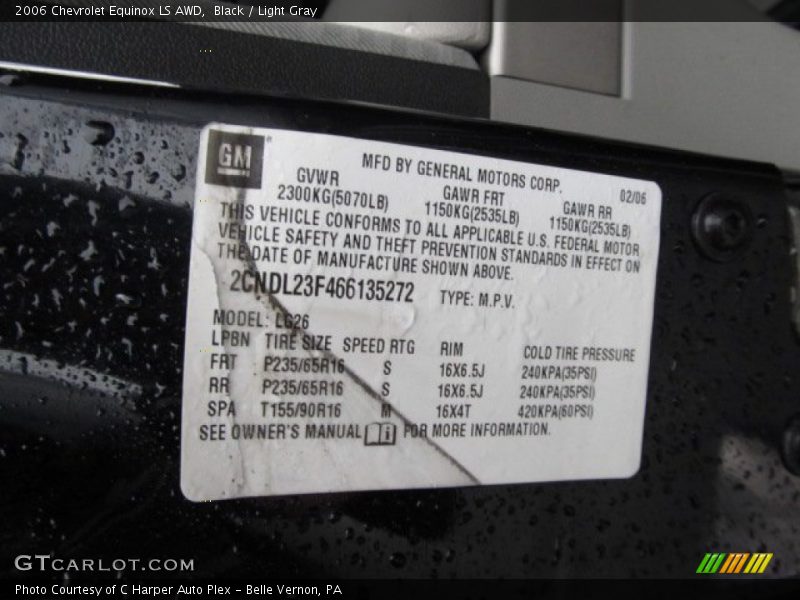 2006 Chevrolet Equinox LS AWD,  Black / Light Gray
GM
MFD BY GENERAL MOTORS CORP. 02/06
GVWR GAWR FRT GAWR RR
2300KG(5070LB) 1150KG(2535LB) 1150KG(2535LB)
THIS VEHICLE CONFORMS TO ALL APPLICABLE U.S. FEDERAL MOTOR
VEHICLE SAFETY AND THEFT PREVENTION STANDARDS IN EFFECT ON
THE DATE OF MANUFACTURE SHOWN ABOVE.
2CNDL23F466135272 TYPE: M.P.V.
MODEL: LG26
LPBN TIRE SIZE SPEED RTG RIM COLD TIRE PRESSURE
FRT P235/65R16 S 16X6.5J 240KPA(35PSI)
RR P235/65R16 S 16X6.5J 240KPA(35PSI)
SPA T155/90R16 M 16X4T 420KPA(60PSI)
SEE OWNER'S MANUAL i FOR MORE INFORMATION.
GTCARLOT.COM
Photo Courtesy of C Harper Auto Plex - Belle Vernon, PA